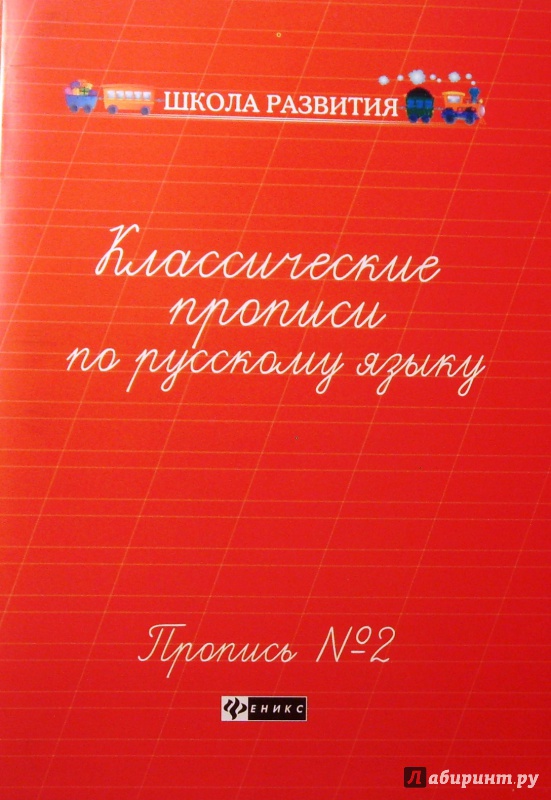 ШКОЛА РАЗВИТИЯ
Классические
прописи
по русскому языку
Пропись №2
Феникс
Лабиринт.ру